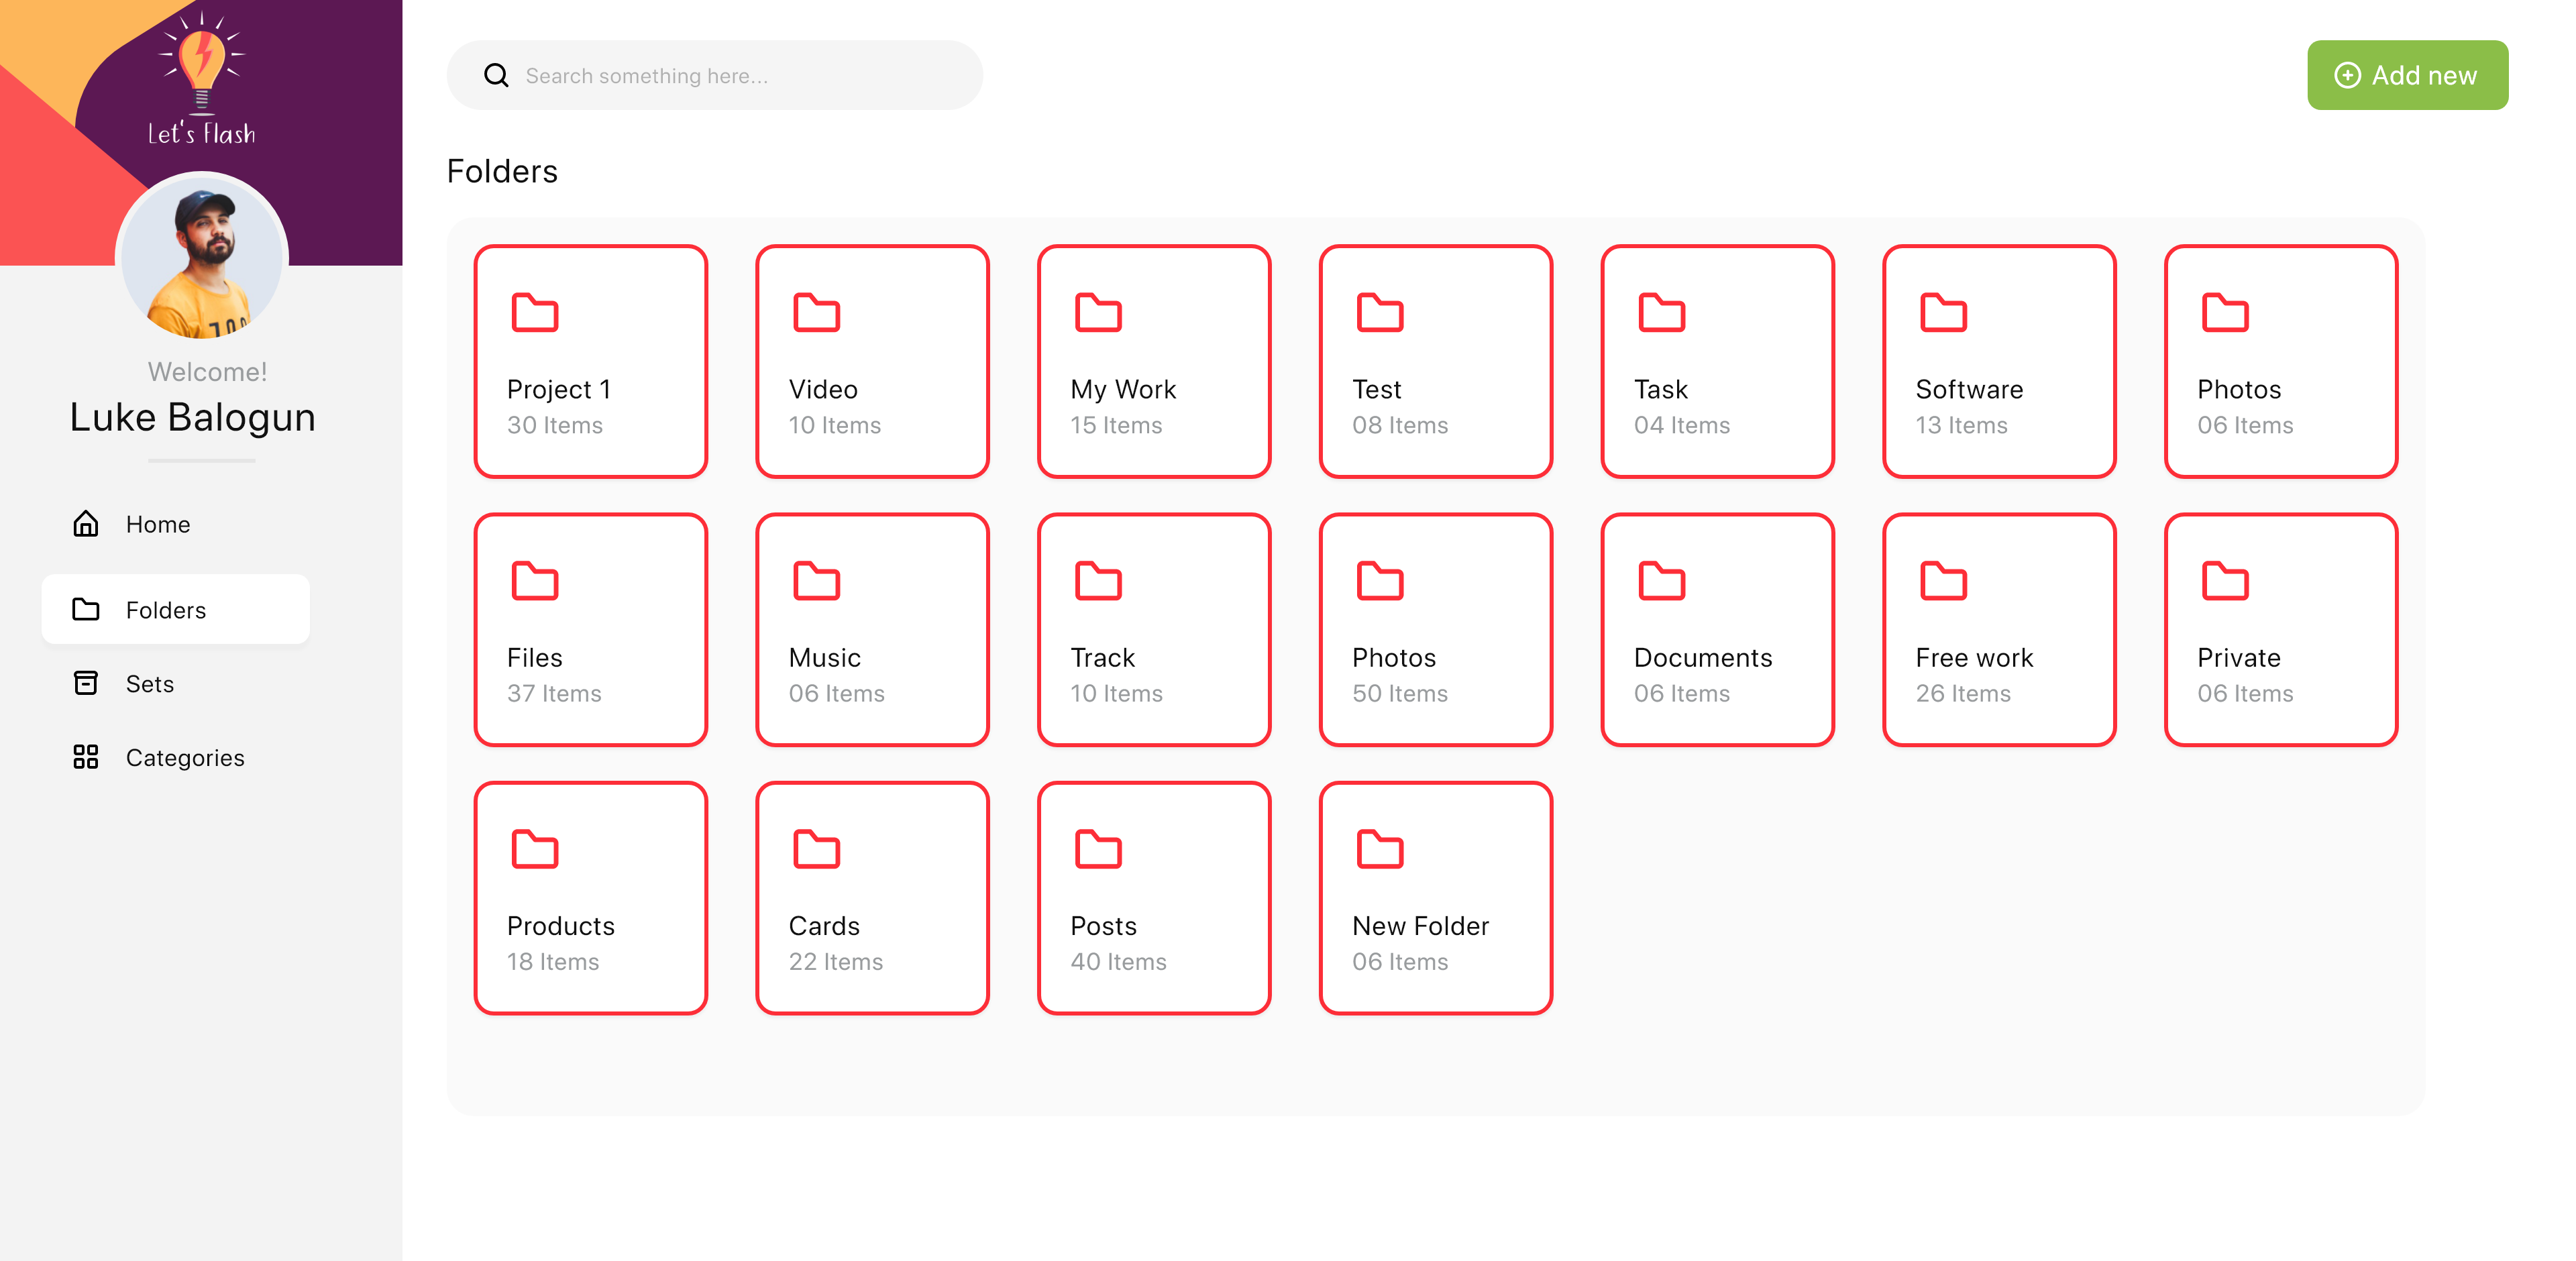 Let's Flash
Welcome!
Luke Balogun
Home
Folders
Sets
Categories
Search something here...
Add new
Folders
Project 1
30 Items
Video
10 Items
My Work
15 Items
Test
08 Items
Task
04 Items
Software
13 Items
Photos
06 Items
Files
37 Items
Music
06 Items
Track
10 Items
Photos
50 Items
Documents
06 Items
Free work
26 Items
Private
06 Items
Products
18 Items
Cards
22 Items
Posts
40 Items
New Folder
06 Items